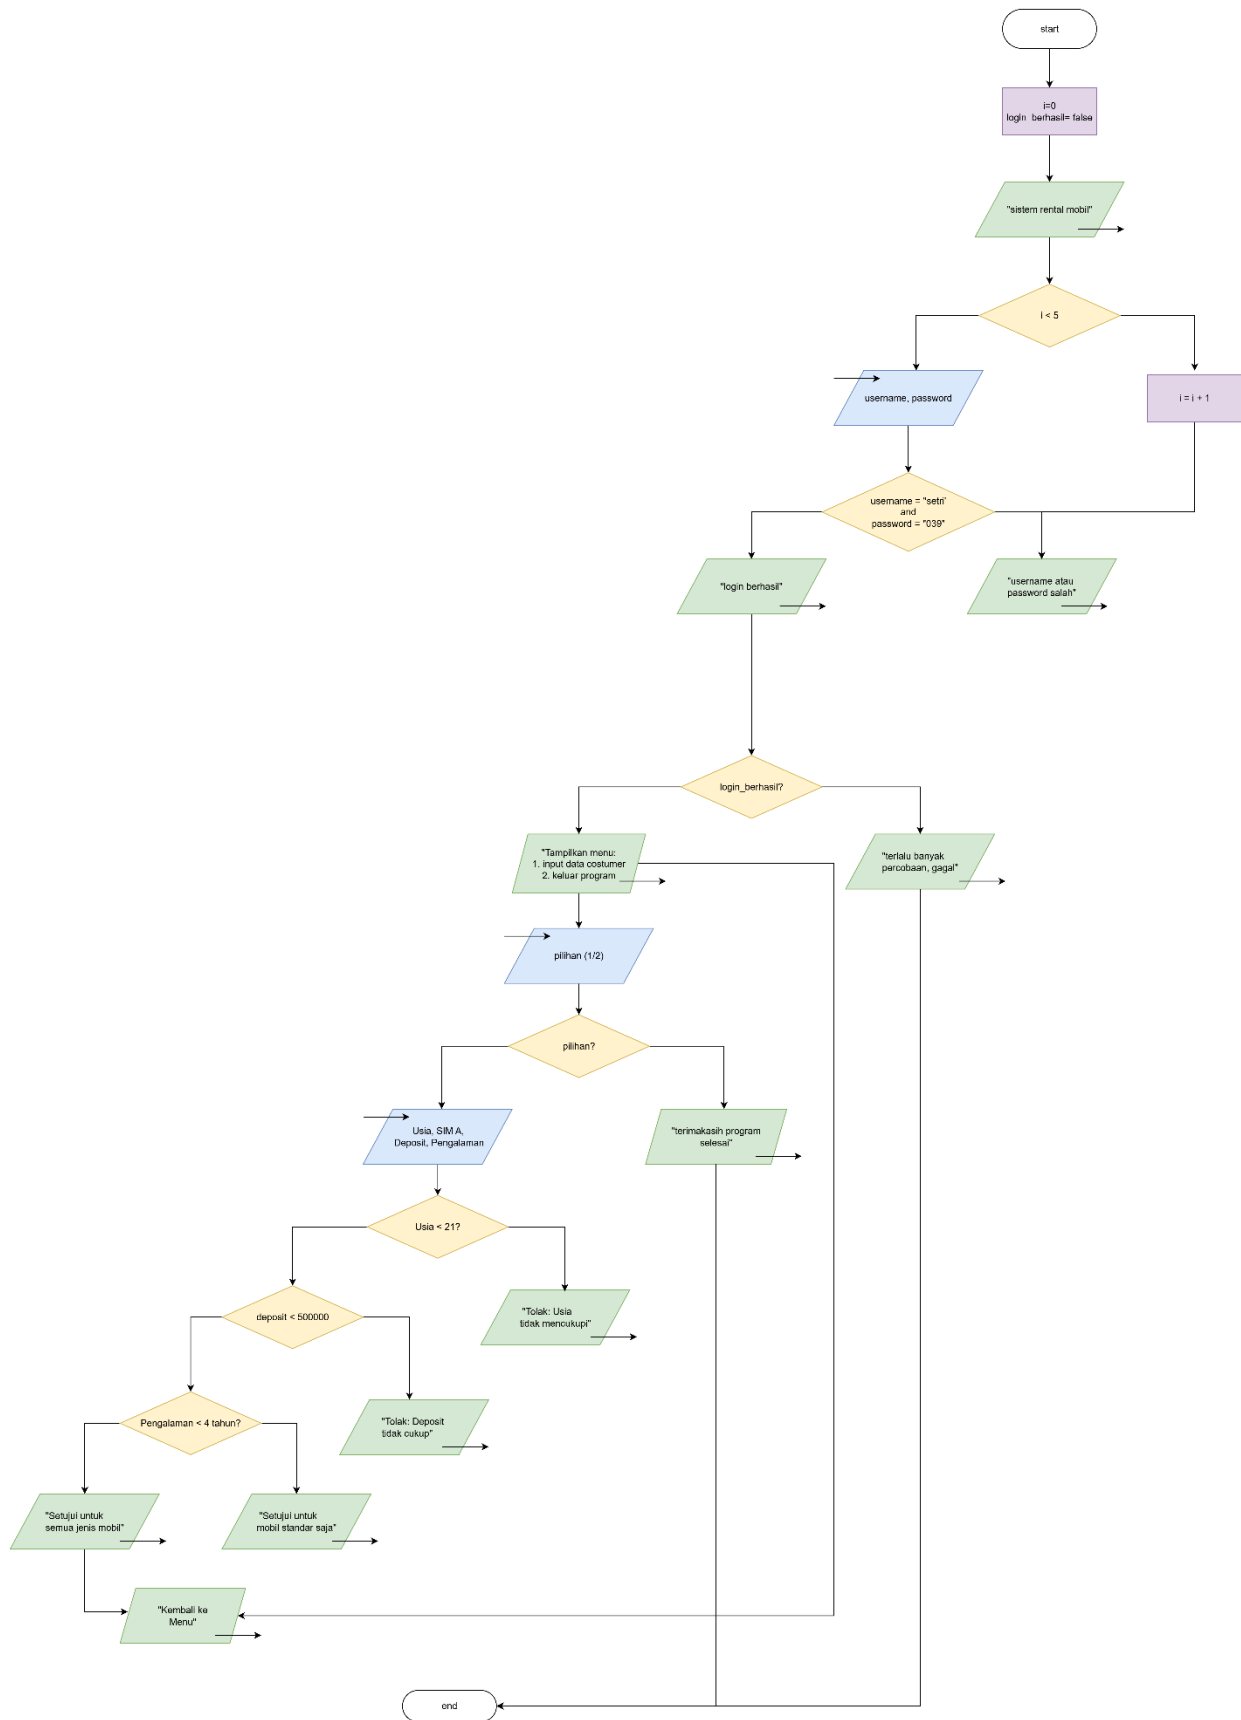 start
i=0
login berhasil= false
"sistem rental mobil"
i < 5
username, password
i = i + 1
username = "setri'
and
password = "039"
"login berhasil"
"username atau
password salah"
login_berhasil?
"Tampilkan menu:
1. input data costumer
2. keluar program
"terlalu banyak
percobaan, gagal"
pilihan (1/2)
pilihan?
Usia, SIM A,
Deposit, Pengalaman
"terimakasih program
selesai"
Usia < 21?
"Tolak: Usia
tidak mencukupi"
deposit < 500000
"Tolak: Deposit
tidak cukup"
Pengalaman < 4 tahun?
"Setujui untuk
semua jenis mobil"
"Setujui untuk
mobil standar saja"
"Kembali ke
Menu"
end